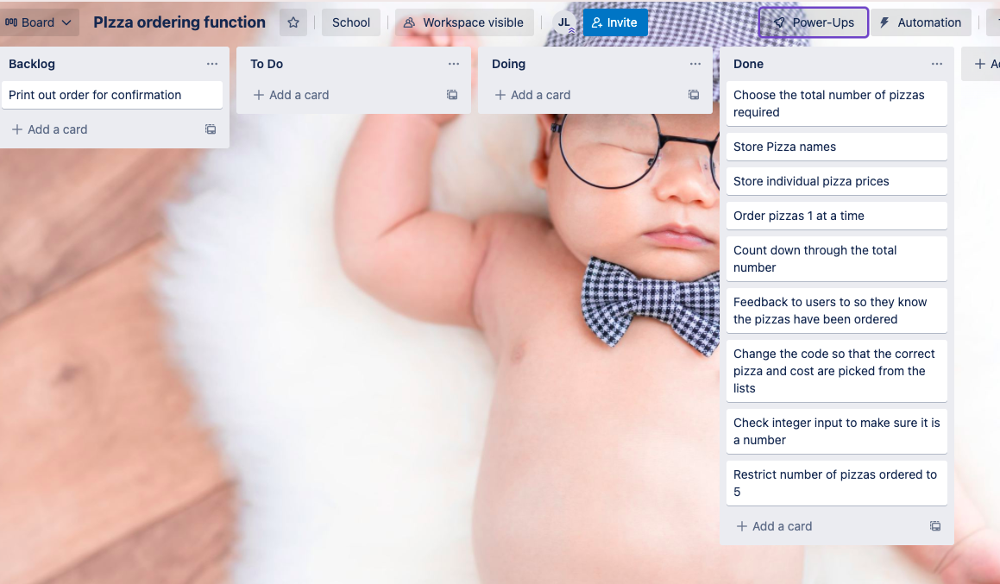 Board
PIzza ordering function
School
Workspace visible
JL
Invite
Power-Ups
Automation
Backlog
Print out order for confirmation
Add a card
To Do
Add a card
Doing
Add a card
Done
Choose the total number of pizzas
required
Store Pizza names
Store individual pizza prices
Order pizzas 1 at a time
Count down through the total
number
Feedback to users to so they know
the pizzas have been ordered
Change the code so that the correct
pizza and cost are picked from the
lists
Check integer input to make sure it is
a number
Restrict number of pizzas ordered to
5
Add a card